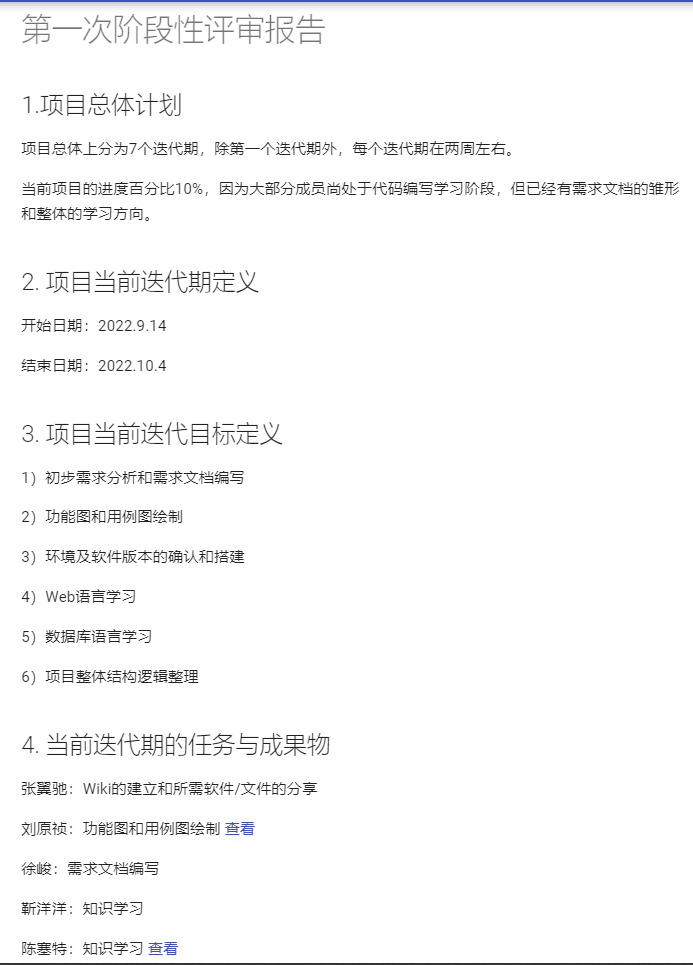 第一次阶段性评审报告
1.项目总体计划
项目总体上分为7个迭代期，除第一个迭代期外，每个迭代期在两周左右。
当前项目的进度百分比10%，因为大部分成员尚处于代码编写学习阶段，但已经有需求文档的雏形
和整体的学习方向。
2. 项目当前迭代期定义
开始日期：2022.9.14
结束日期：2022.10.4
3. 项目当前迭代目标定义
1）初步需求分析和需求文档编写
2）功能图和用例图绘制
3）环境及软件版本的确认和搭建
4）Web语言学习
5）数据库语言学习
6）项目整体结构逻辑整理
4. 当前迭代期的任务与成果物
张翼驰：Wiki的建立和所需软件/文件的分享
刘原祯：功能图和用例图绘制 查看
徐峻：需求文档编写
靳洋洋：知识学习
陈塞特：知识学习 查看